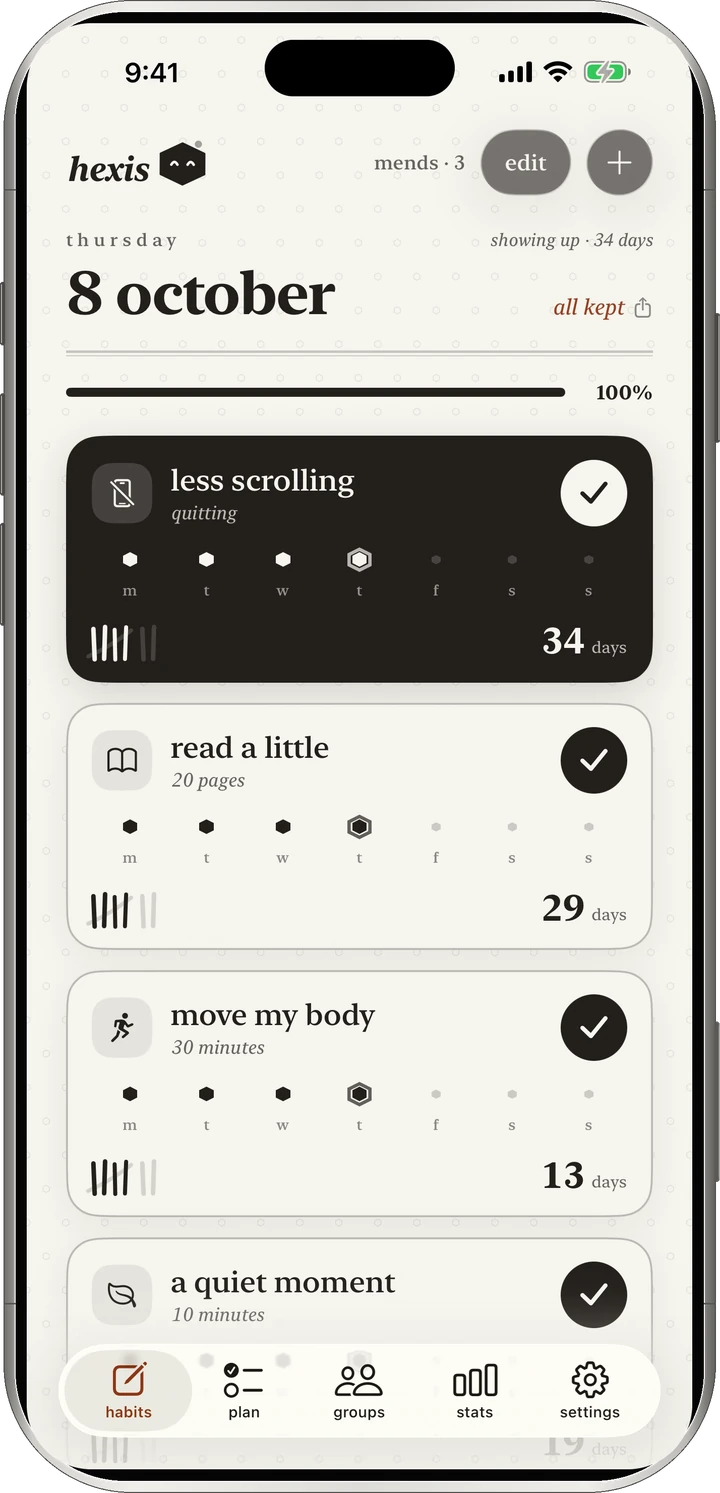 9:41
hexis
mends · 3
edit
thursday
showing up · 34 days
8 october
all kept
100%
less scrolling
quitting
m t w t f s s
34 days
read a little
20 pages
m t w t f s s
29 days
move my body
30 minutes
m t w t f s s
13 days
a quiet moment
10 minutes
19 days
habits plan groups stats settings